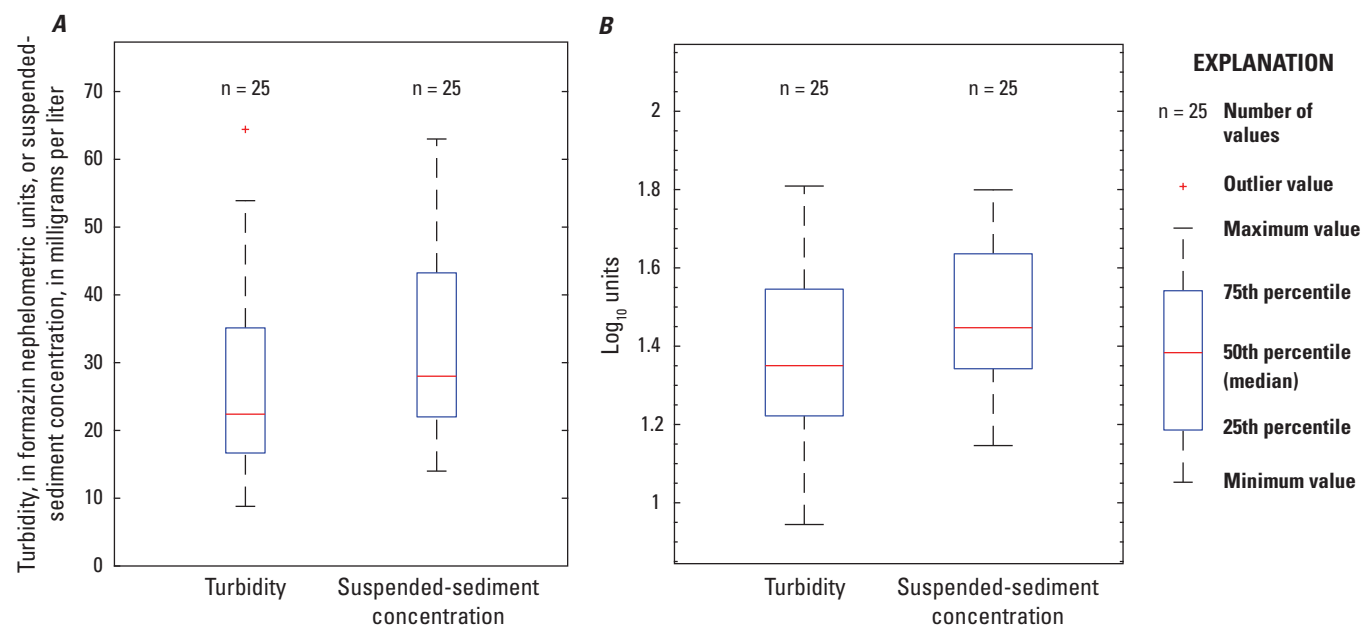 A
Turbidity, in formazin nephelometric units, or suspended-
sediment concentration, in milligrams per liter
70
60
50
40
30
20
10
0
n = 25
n = 25
Turbidity
Suspended-sediment
concentration
B
Log10 units
2
1.8
1.6
1.4
1.2
1
n = 25
n = 25
Turbidity
Suspended-sediment
concentration
EXPLANATION
n = 25 Number of
values
Outlier value
Maximum value
75th percentile
50th percentile
(median)
25th percentile
Minimum value